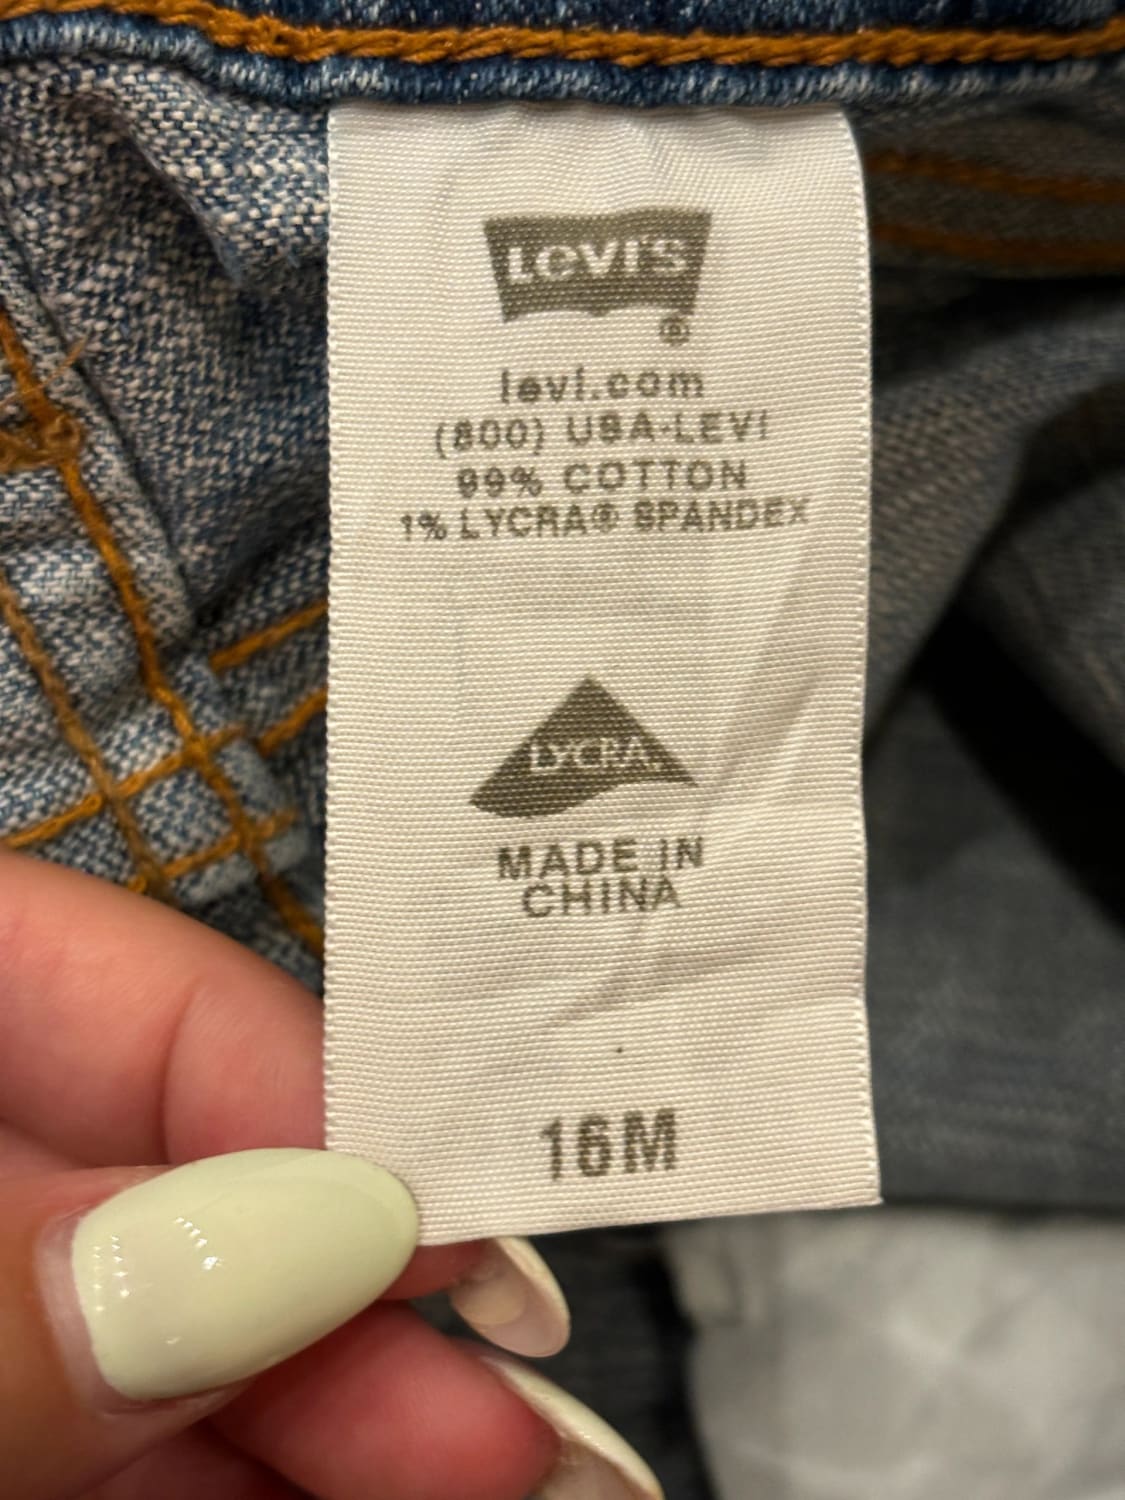 LEVI'S
®
levi.com
(800) USA-LEVI
99% COTTON
1% LYCRA® SPANDEX
LYCRA.
MADE IN
CHINA
16M